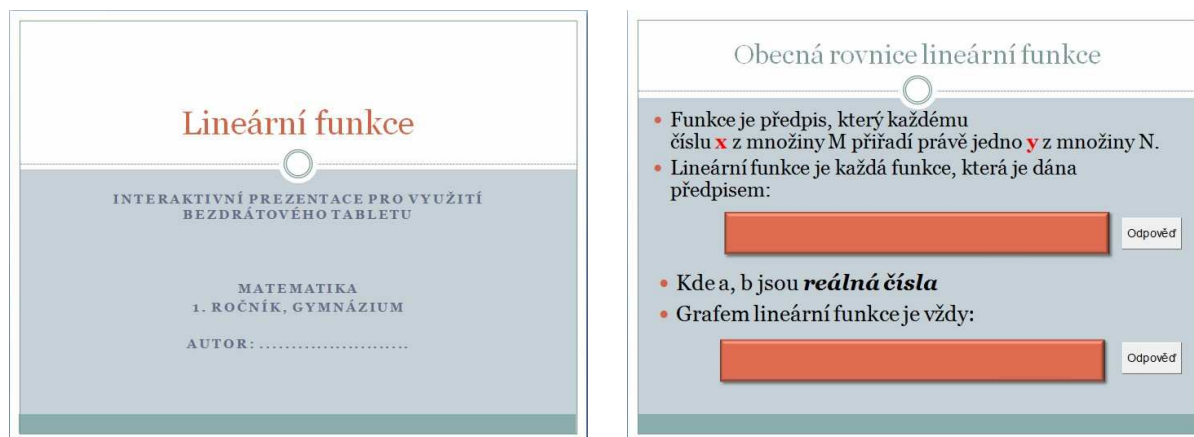 Lineární funkce
INTERAKTIVNÍ PREZENTACE PRO VYUŽITÍ
BEZDRÁTOVÉHO TABLETU
MATEMATIKA
1. ROČNÍK, GYMNÁZIUM
AUTOR: .......................
Obecná rovnice lineární funkce
• Funkce je předpis, který každému
číslu x z množiny M přiřadí právě jedno y z množiny N.
• Lineární funkce je každá funkce, která je dána
předpisem:
Odpověď
• Kde a, b jsou reálná čísla
• Grafem lineární funkce je vždy:
Odpověď